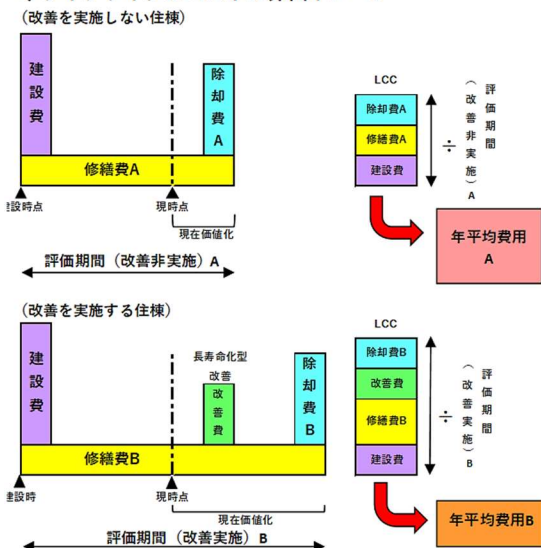 （改善を実施しない住棟）
建設費
除却費A
修繕費A
建設時点
現時点
現在価値化
評価期間（改善非実施）A
LCC
除却費A
修繕費A
建設費
÷
評価期間
（改善非実施）A
年平均費用
A
（改善を実施する住棟）
建設費
長寿命化型
改善
改善費
除却費B
修繕費B
建設時
現時点
現在価値化
評価期間（改善実施）B
LCC
除却費B
改善費
修繕費B
建設費
÷
評価期間
（改善実施）B
年平均費用B